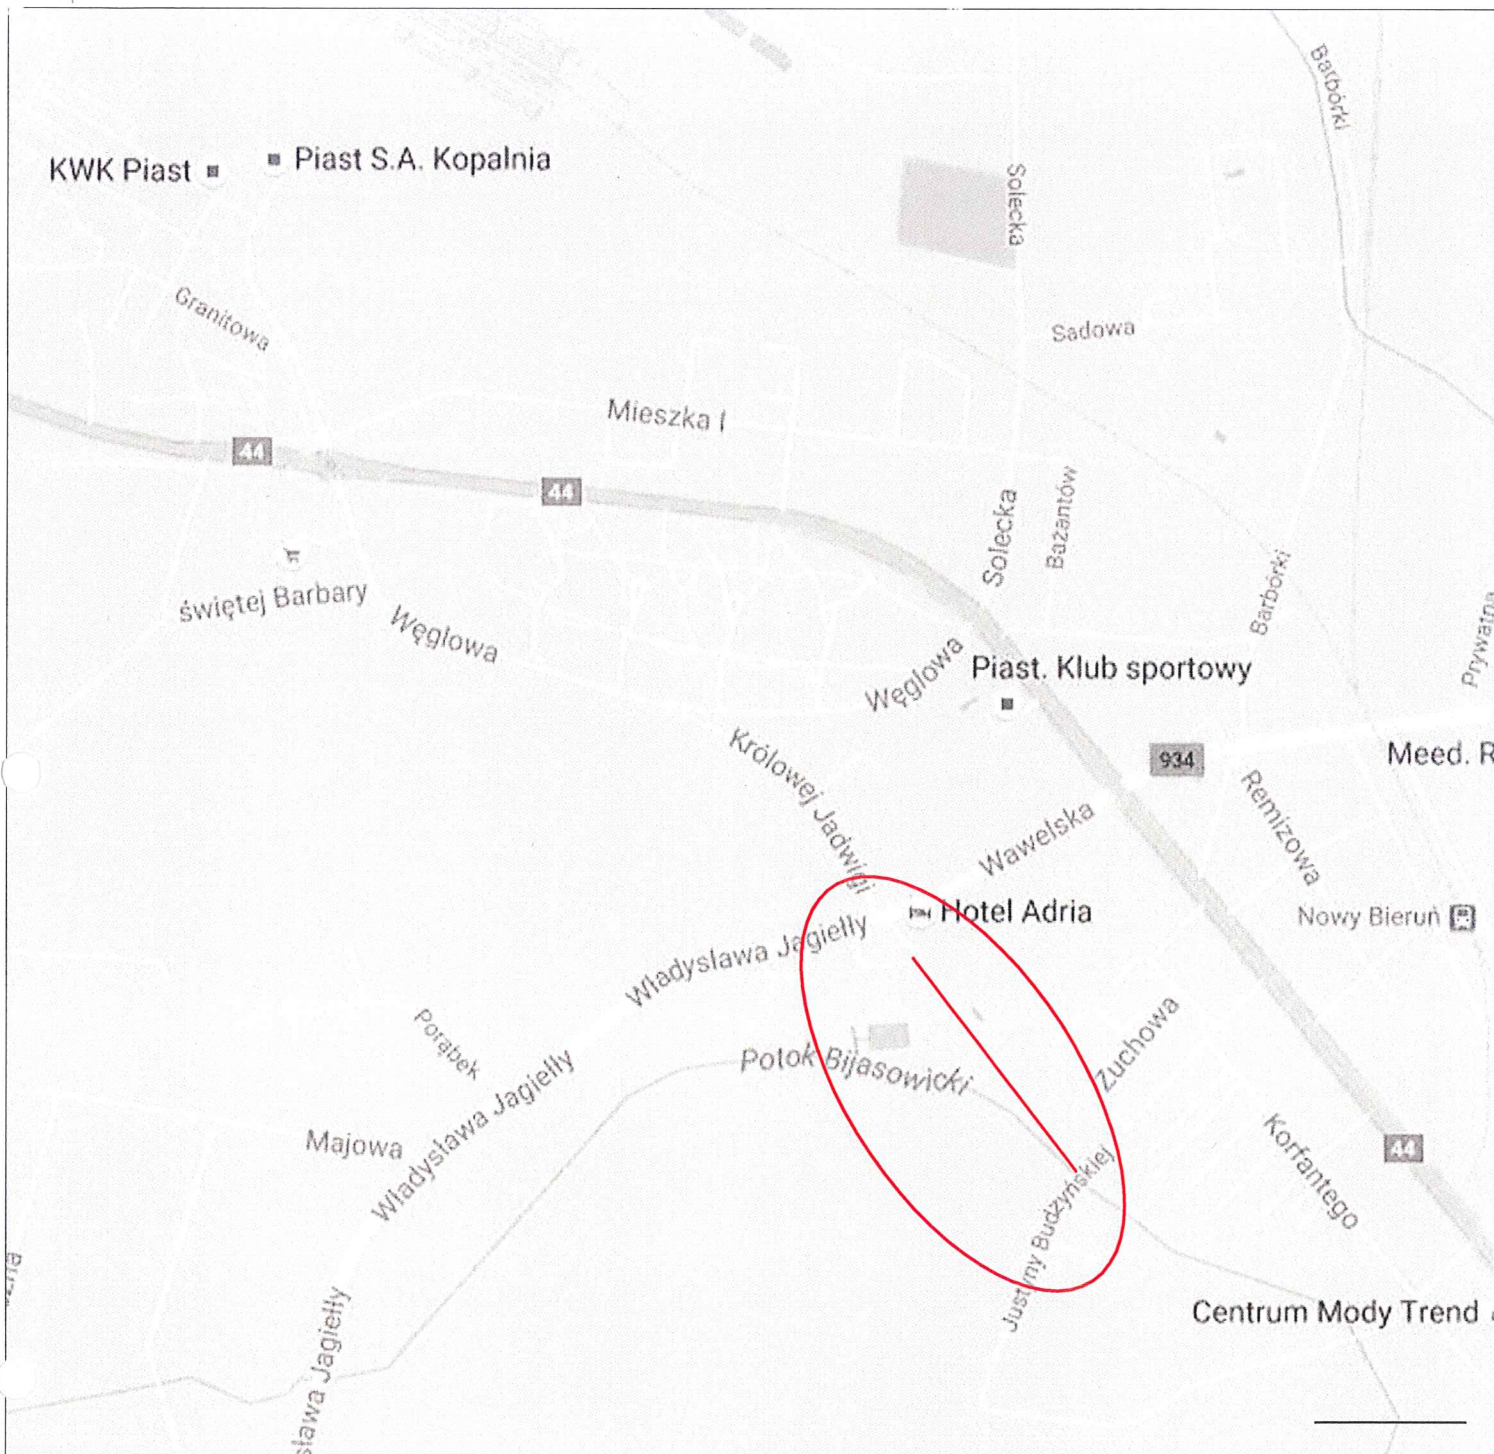 Barbórki
KWK Piast
Piast S.A. Kopalnia
Solecka
Granitowa
Sadowa
Mieszka I
44
44
Solecka
Bażantów
Barbórki
świętej Barbary
Węglowa
Prywatna
Węglowa
Piast. Klub sportowy
Królowej Jadwigi
934
Meed. R
Remizowa
Wawelska
Hotel Adria
Nowy Bieruń
Władysława Jagiełły
Porąbek
Potok Bijasowicki
Żuchowa
Władysława Jagiełły
Majowa
Korfantego
44
Justyny Budzyńskiej
Centrum Mody Trend
sława Jagiełły